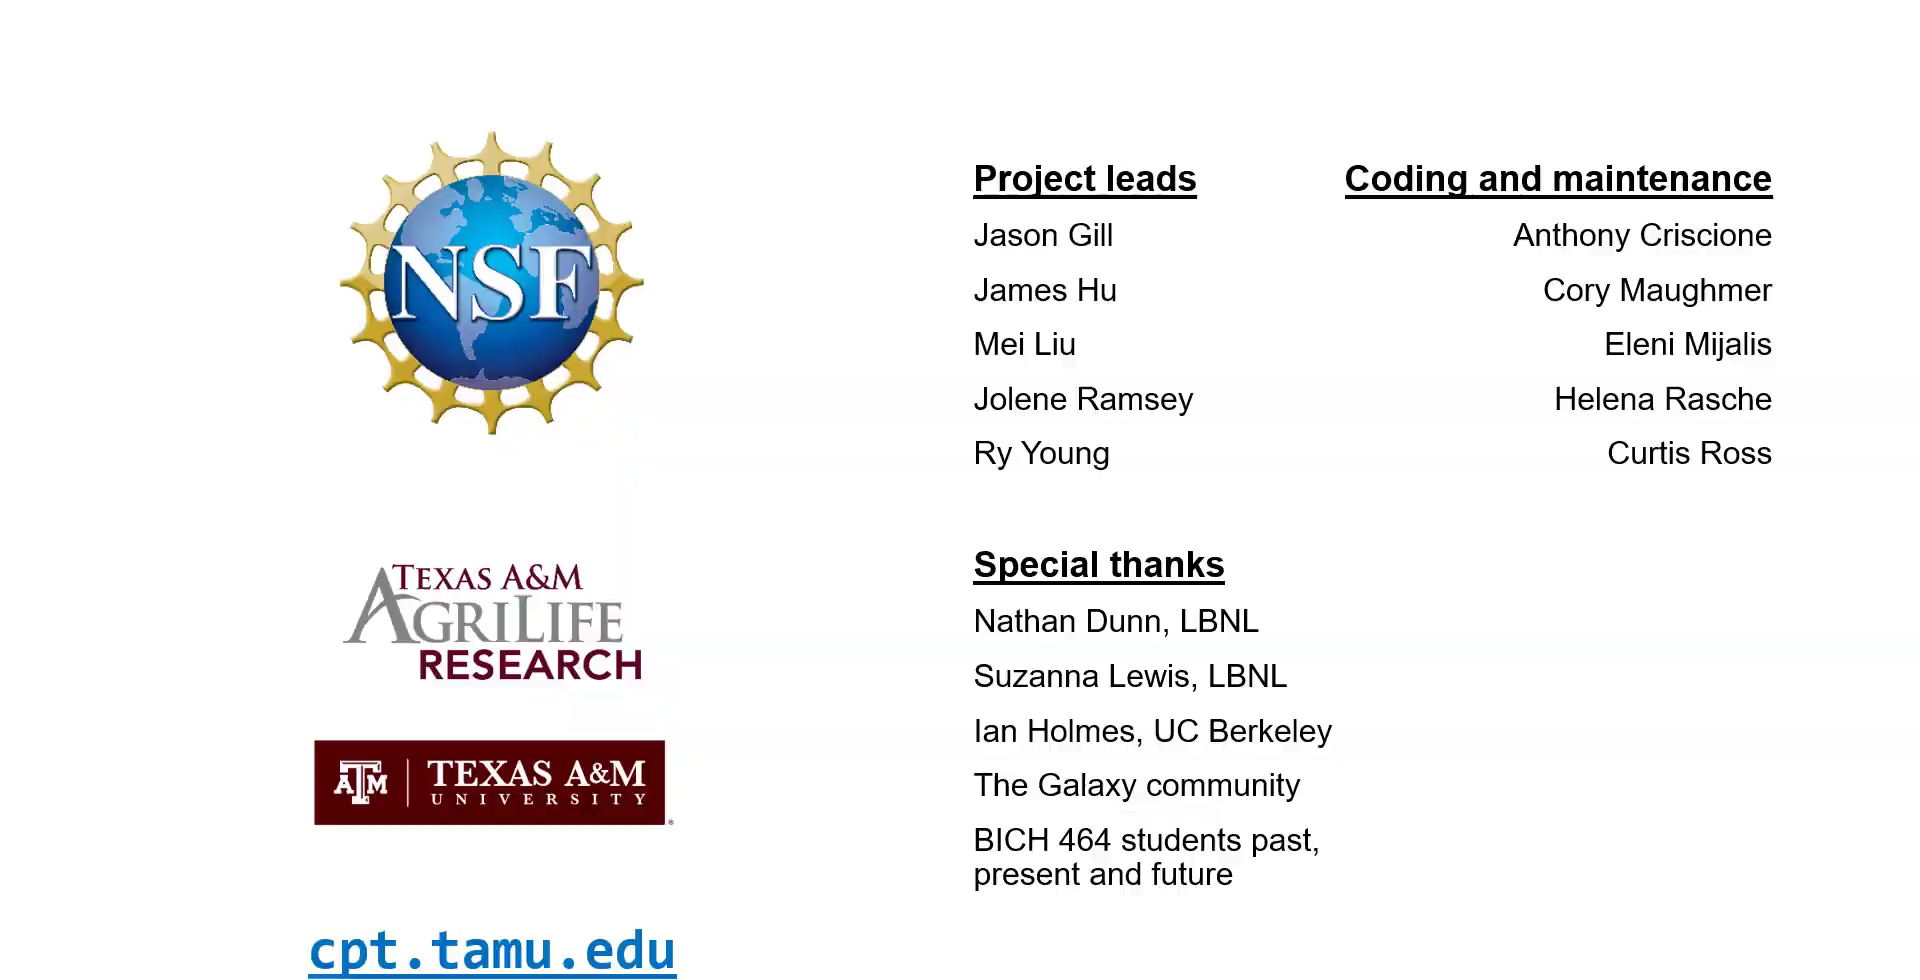 NSF
TEXAS A&M
AGRILIFE
RESEARCH
ATM TEXAS A&M
UNIVERSITY
®
cpt.tamu.edu
Project leads
Jason Gill
James Hu
Mei Liu
Jolene Ramsey
Ry Young
Coding and maintenance
Anthony Criscione
Cory Maughmer
Eleni Mijalis
Helena Rasche
Curtis Ross
Special thanks
Nathan Dunn, LBNL
Suzanna Lewis, LBNL
Ian Holmes, UC Berkeley
The Galaxy community
BICH 464 students past,
present and future